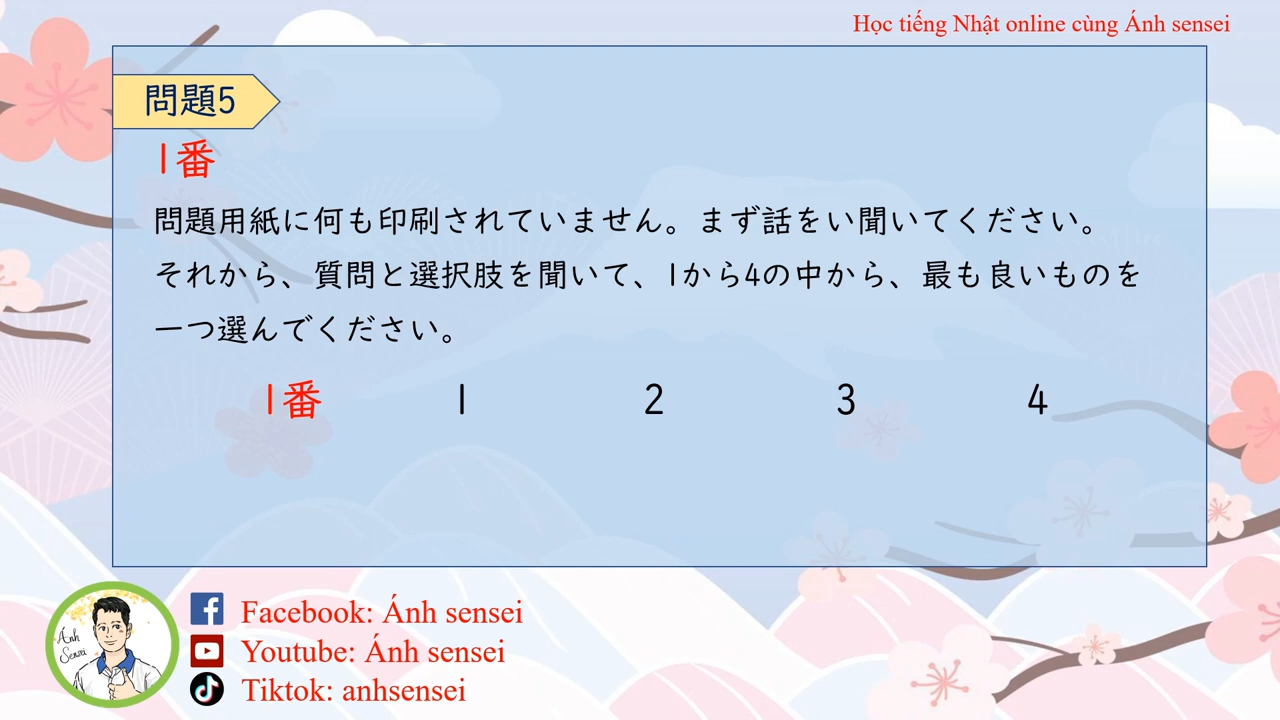 Học tiếng Nhật online cùng Ánh sensei
問題5
1番
問題用紙に何も印刷されていません。まず話をい聞いてください。
それから、質問と選択肢を聞いて、1から4の中から、最も良いものを
一つ選んでください。
1番 1 2 3 4
Ánh
Sensei
Facebook: Ánh sensei
Youtube: Ánh sensei
Tiktok: anhsensei